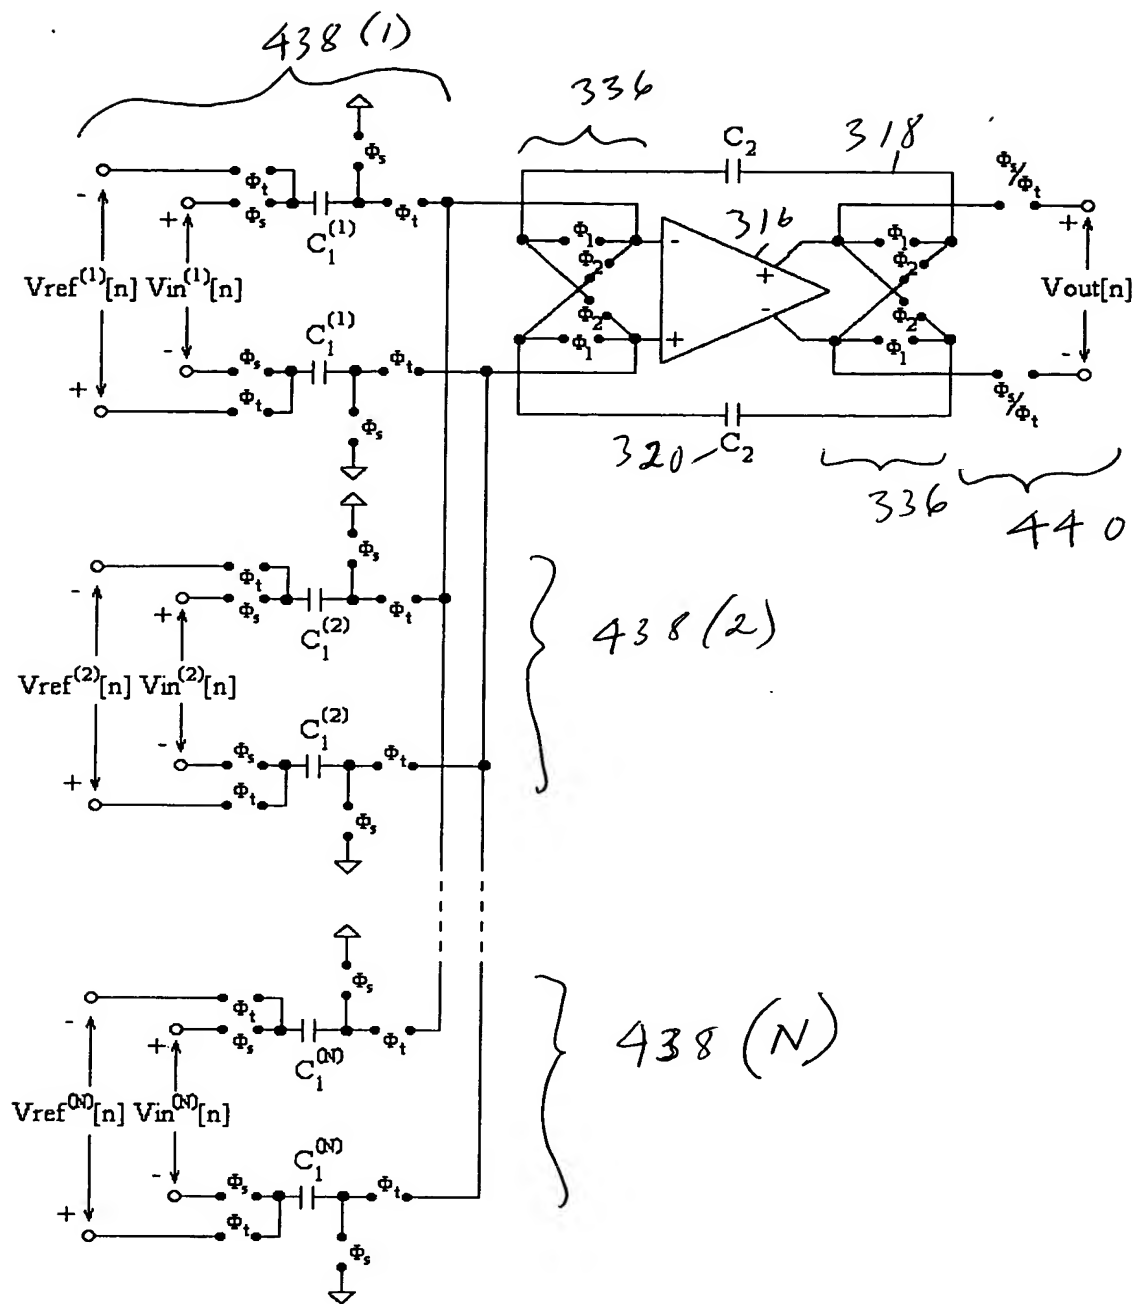 438 (1)
336
C₂
318
Φs/Φt
Φs
- Φt
+ Φs Φt
C₁⁽¹⁾
Φ₁ - 316 + Φ₁ +
Φ₂ Φ₂
Vref⁽¹⁾[n] Vin⁽¹⁾[n] Vout[n]
Φ₂ Φ₂
C₁⁽¹⁾
- Φs Φt Φ₁ + - Φ₁ -
+ Φt
Φs/Φt
Φs
320 C₂
336
440
Φs
- Φt
+ Φs Φt
C₁⁽²⁾
438 (2)
Vref⁽²⁾[n] Vin⁽²⁾[n]
C₁⁽²⁾
- Φs Φt
+ Φt
Φs
Φs
- Φt
+ Φs Φt
C₁⁽ᴺ⁾
438 (N)
Vref⁽ᴺ⁾[n] Vin⁽ᴺ⁾[n]
C₁⁽ᴺ⁾
- Φs Φt
+ Φt
Φs